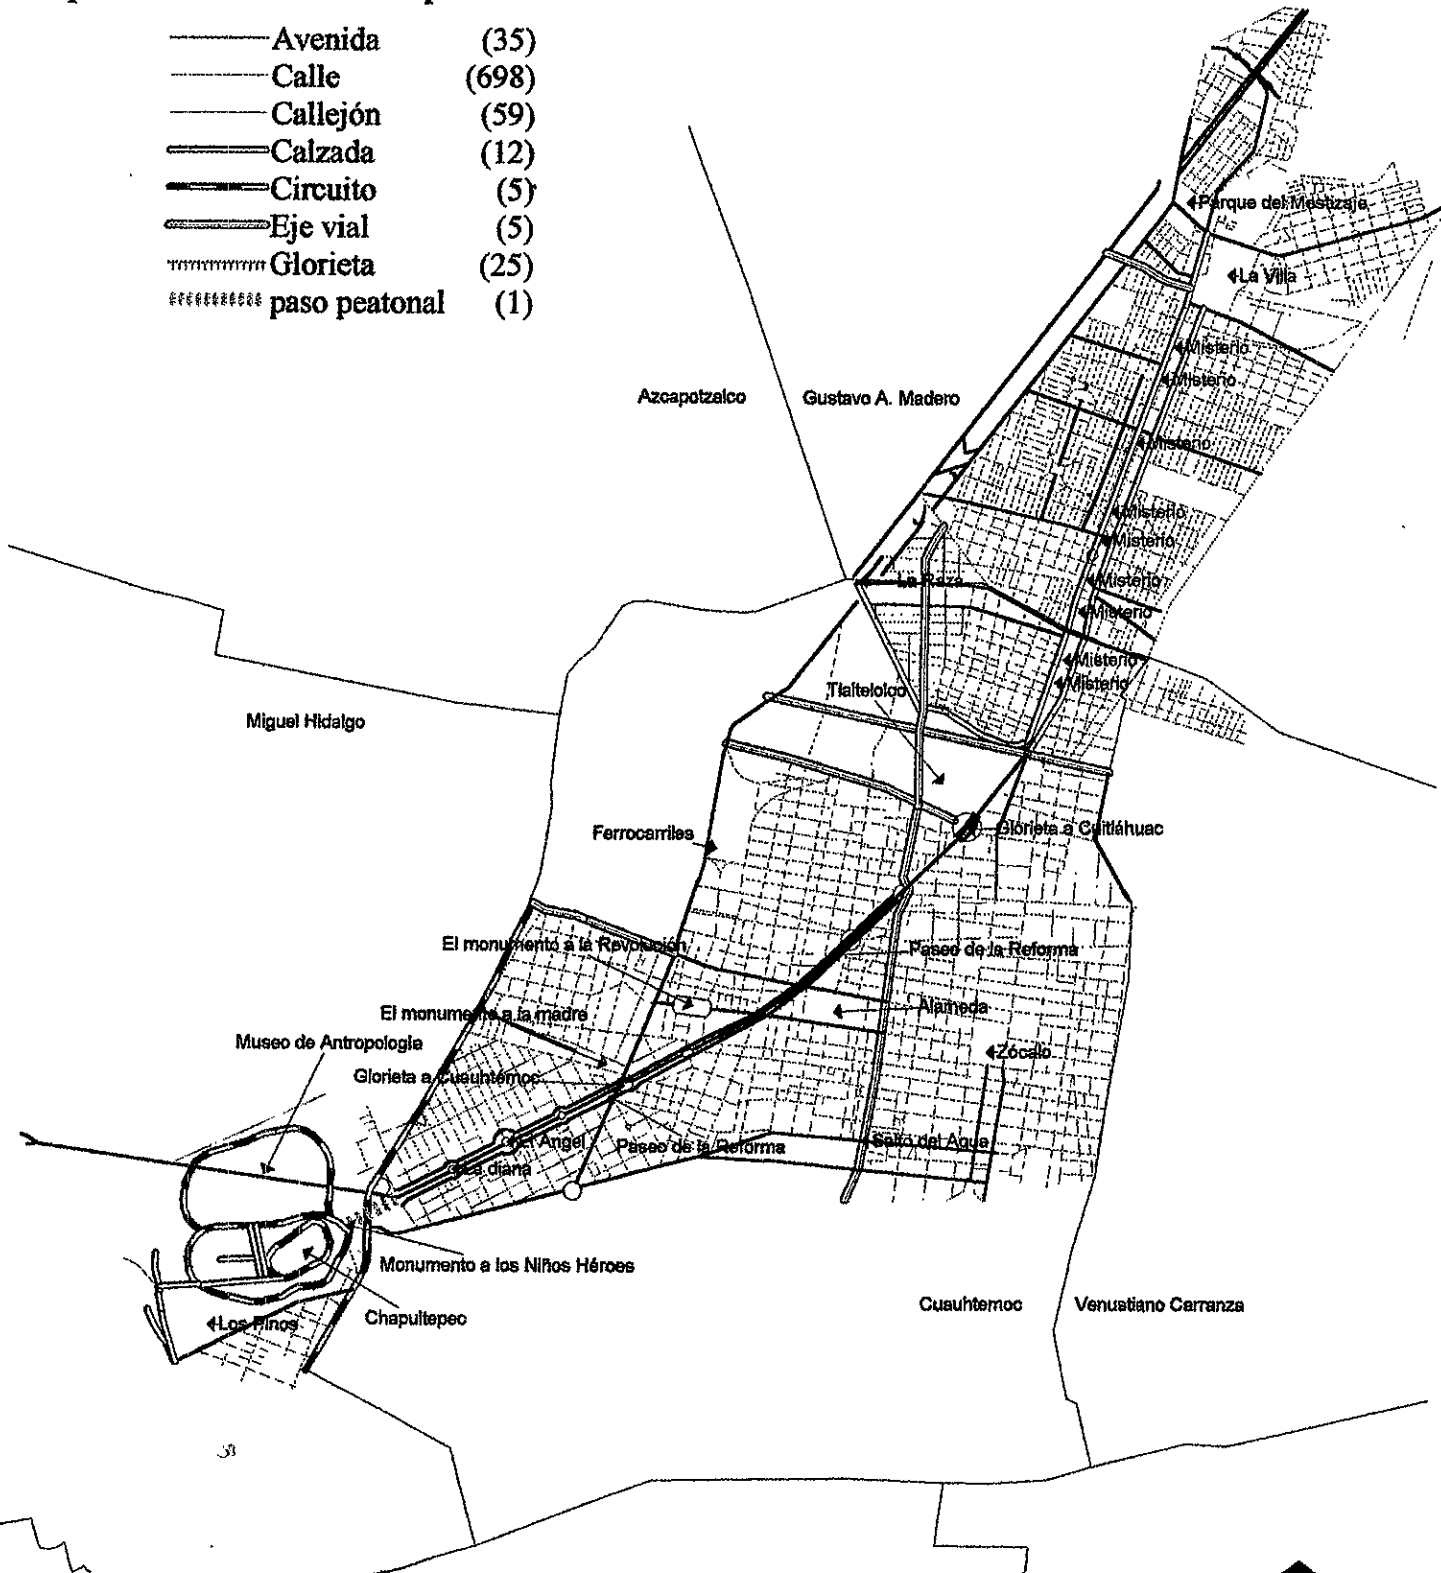 Avenida (35)
Calle (698)
Callejón (59)
Calzada (12)
Circuito (5)
Eje vial (5)
Glorieta (25)
paso peatonal (1)
Parque del Mestizaje
La Villa
Misterio
Misterio
Azcapotzalco
Gustavo A. Madero
Misterio
Misterio
Misterio
La Raza
Misterio
Misterio
Misterio
Misterio
Tlaltelolco
Miguel Hidalgo
Ferrocarriles
Glorieta a Cuitláhuac
El monumento a la Revolución
Paseo de la Reforma
El monumento a la madre
Alameda
Museo de Antropologia
Zócalo
Glorieta a Cuauhtémoc
El Angel
Paseo de la Reforma
Salto del Agua
La diana
Monumento a los Niños Héroes
Chapultepec
Los Pinos
Cuauhtemoc
Venustiano Carranza